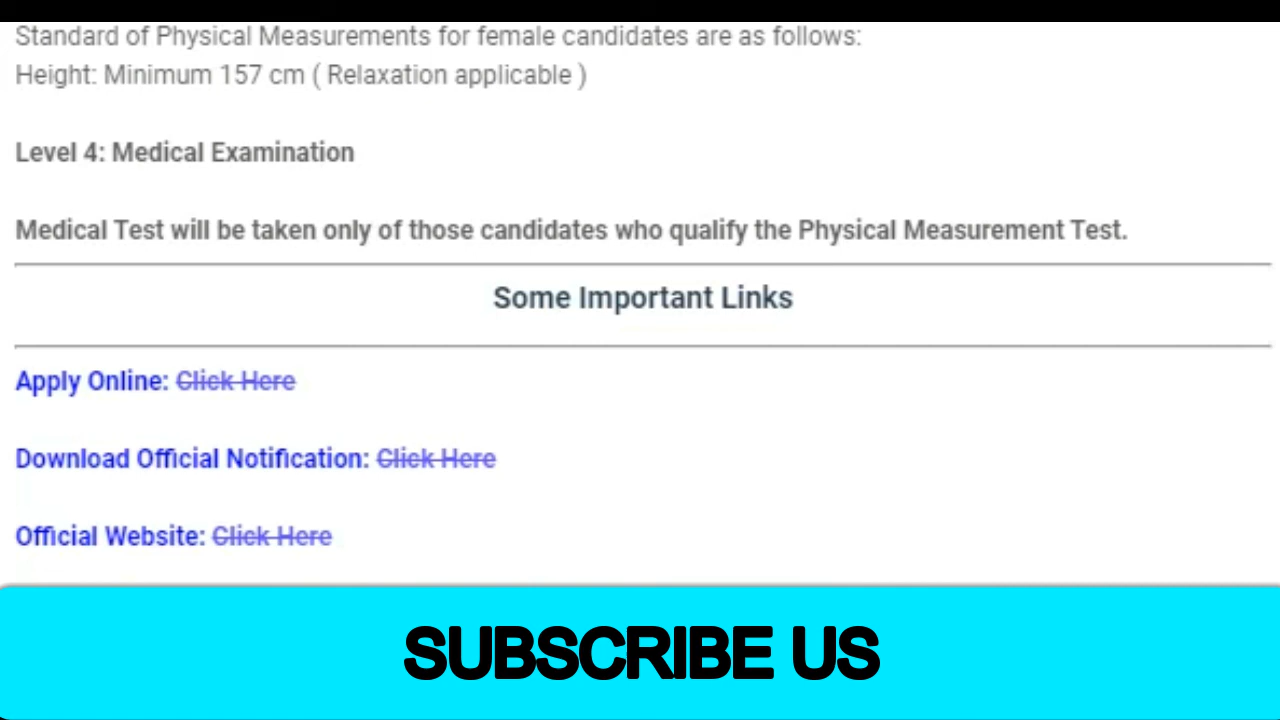 Standard of Physical Measurements for female candidates are as follows:
Height: Minimum 157 cm ( Relaxation applicable )
Level 4: Medical Examination
Medical Test will be taken only of those candidates who qualify the Physical Measurement Test.
Some Important Links
Apply Online: Click Here
Download Official Notification: Click Here
Official Website: Click Here
SUBSCRIBE US